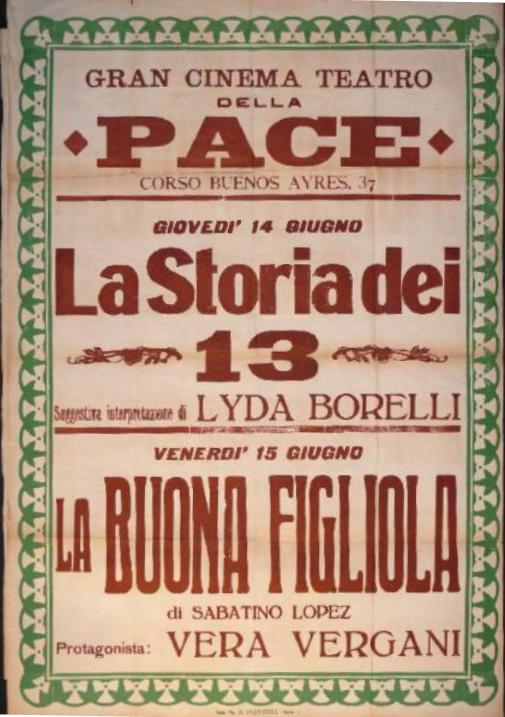 GRAN CINEMA TEATRO
DELLA
PACE
CORSO BUENOS AYRES, 37
GIOVEDI' 14 GIUGNO
La Storia dei
13
Suggestiva interpretazione di LYDA BORELLI
VENERDI' 15 GIUGNO
LA BUONA FIGLIOLA
di SABATINO LOPEZ
Protagonista: VERA VERGANI